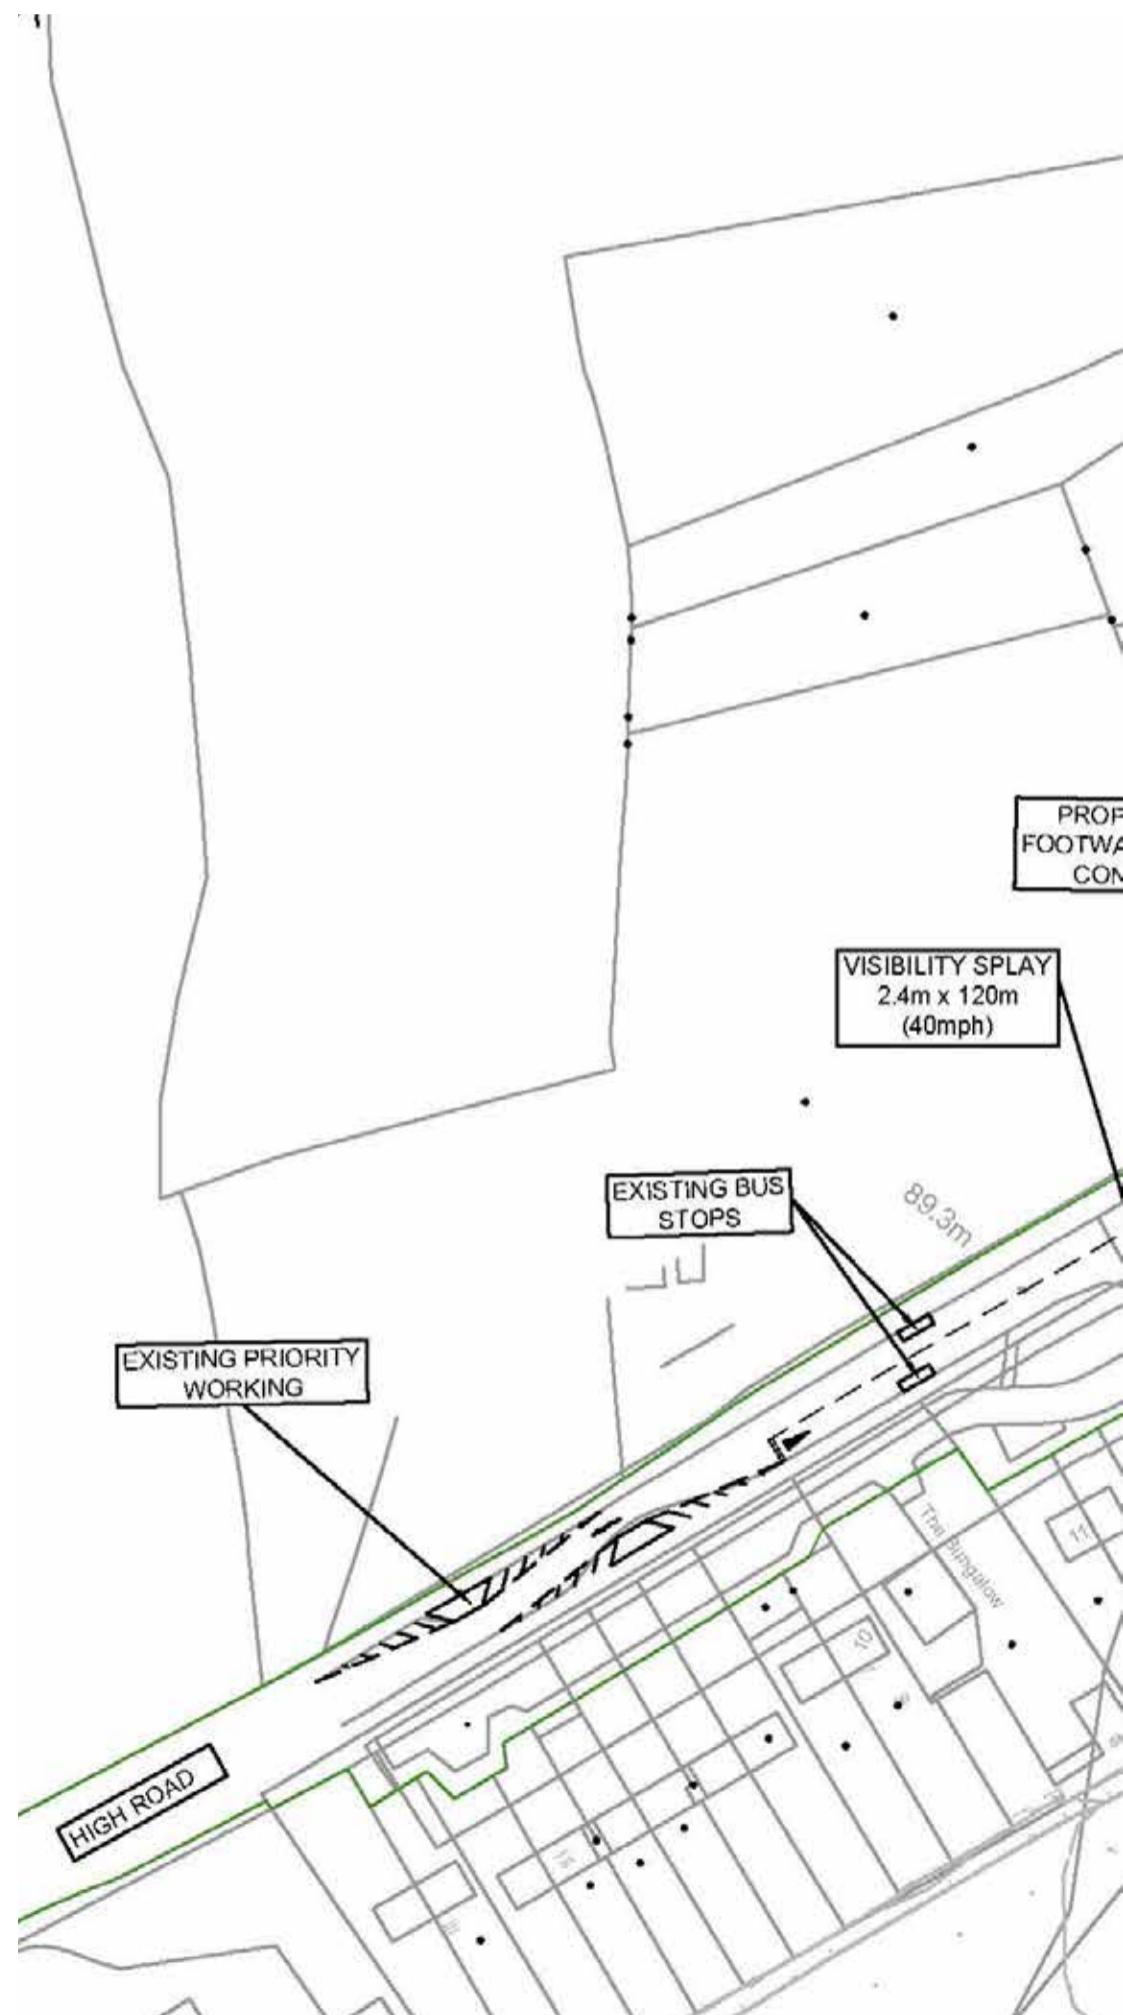 PROP
FOOTWA
CON
VISIBILITY SPLAY
2.4m x 120m
(40mph)
EXISTING BUS
STOPS
89.3m
EXISTING PRIORITY
WORKING
11
The Bungalow
10
HIGH ROAD